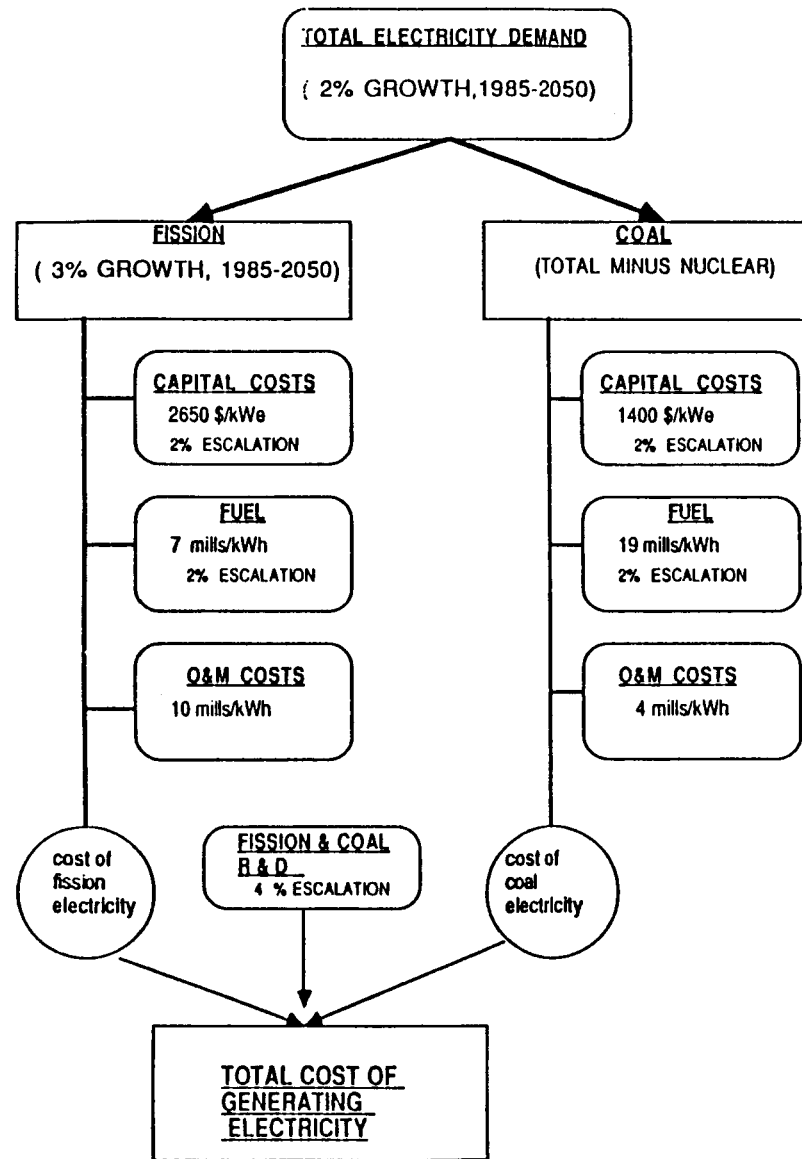 TOTAL ELECTRICITY DEMAND
( 2% GROWTH,1985-2050)
FISSION
( 3% GROWTH, 1985-2050)
COAL
(TOTAL MINUS NUCLEAR)
CAPITAL COSTS
2650 $/kWe
2% ESCALATION
FUEL
7 mills/kWh
2% ESCALATION
O&M COSTS
10 mills/kWh
CAPITAL COSTS
1400 $/kWe
2% ESCALATION
FUEL
19 mills/kWh
2% ESCALATION
O&M COSTS
4 mills/kWh
cost of
fission
electricity
FISSION & COAL
R & D
4 % ESCALATION
cost of
coal
electricity
TOTAL COST OF
GENERATING
ELECTRICITY